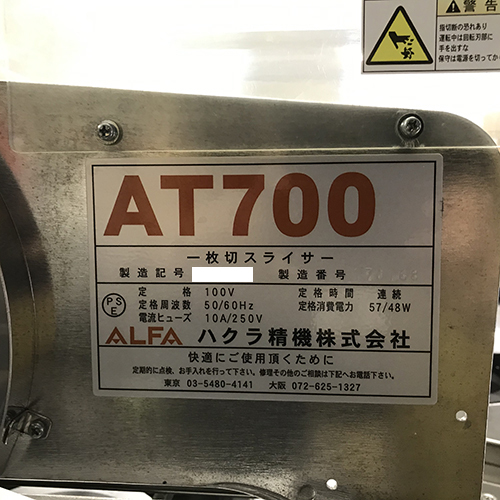 警告
指切断の恐れあり
運転中は回転刃部に
手を出すな
保守は電源を切ってか
AT700
一枚切スライサー
製造記号 製造番号
定格 100V 定格時間 連続
定格周波数 50/60Hz 定格消費電力 57/48W
電流ヒューズ 10A/250V
PSE
ALFA ハクラ精機株式会社
快適にご使用頂くために
定期的に点検、お手入れを行って下さい。修理その他のご相談は下記へお電話下さい。
東京 03-5480-4141 大阪 072-625-1327